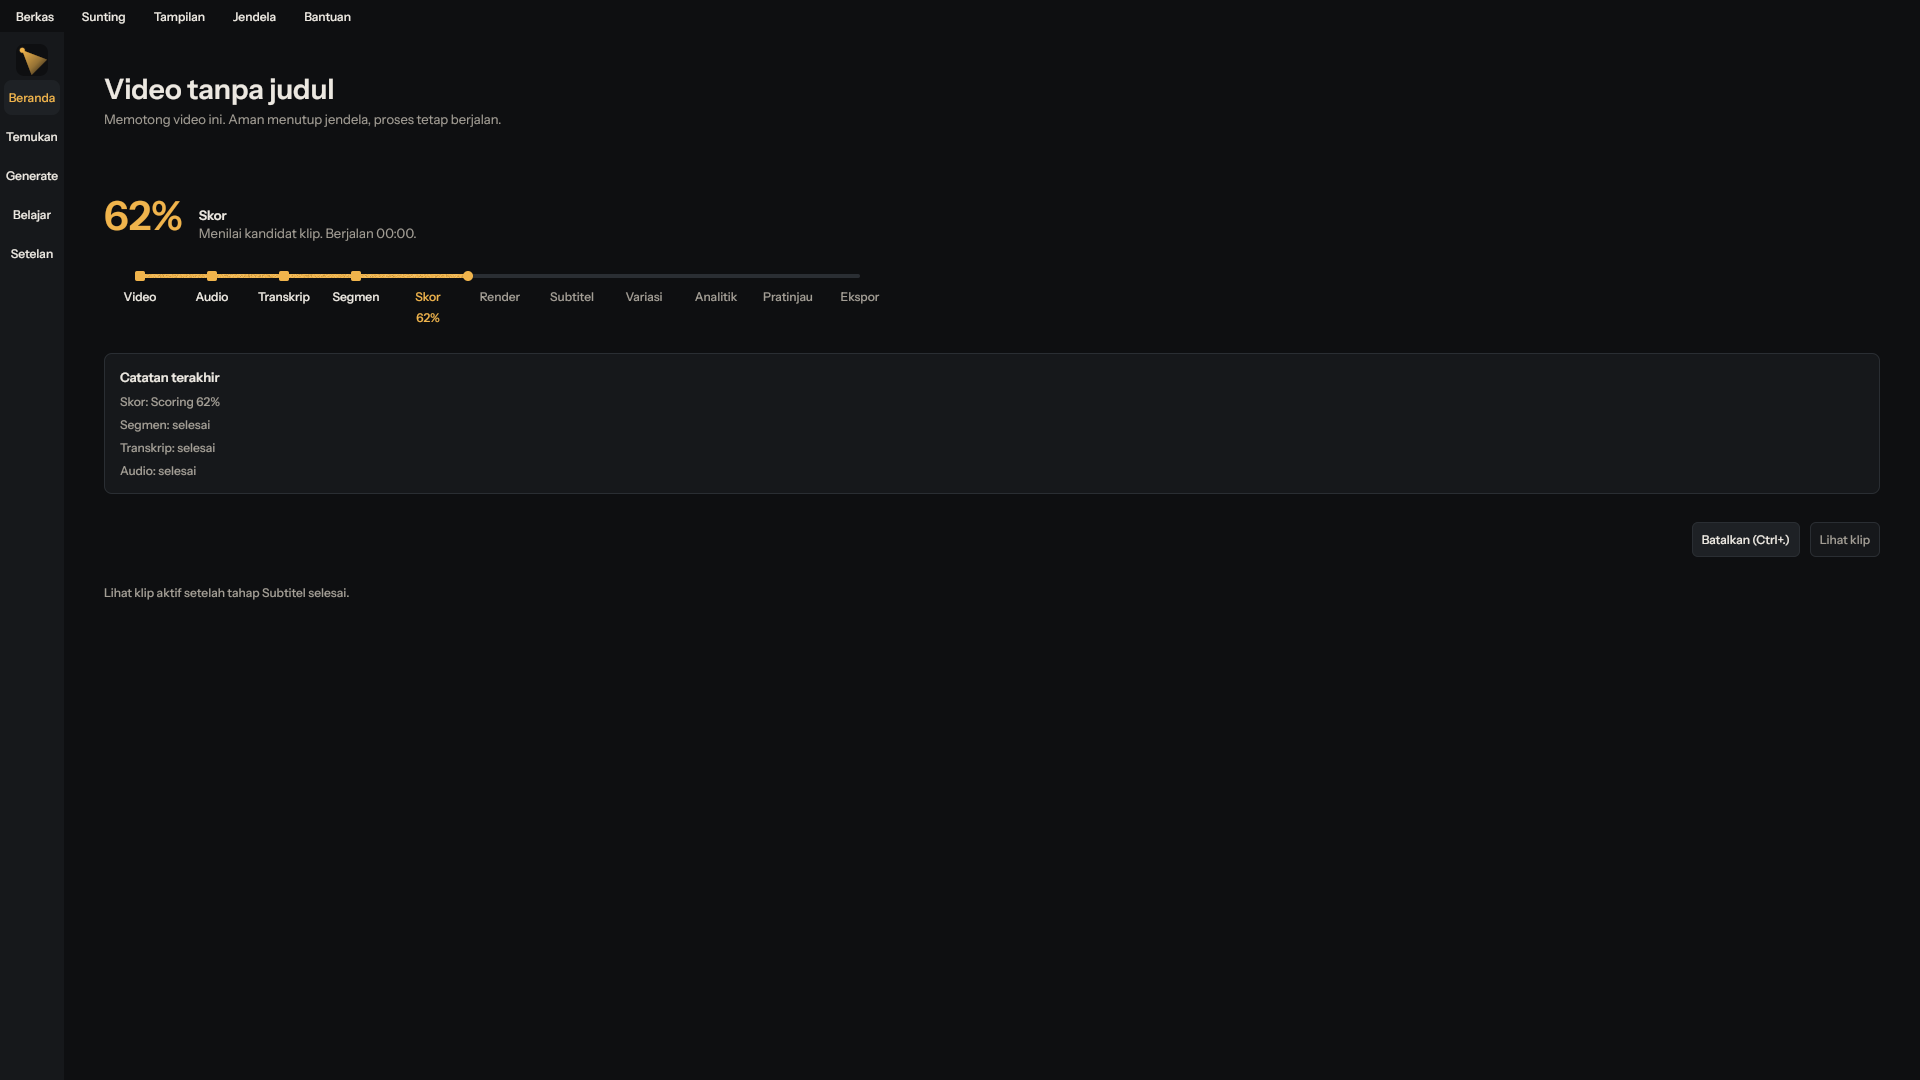 Berkas Sunting Tampilan Jendela Bantuan
Beranda
Temukan
Generate
Belajar
Setelan
Video tanpa judul
Memotong video ini. Aman menutup jendela, proses tetap berjalan.
62%
Skor
Menilai kandidat klip. Berjalan 00:00.
Video Audio Transkrip Segmen Skor Render Subtitel Variasi Analitik Pratinjau Ekspor
62%
Catatan terakhir
Skor: Scoring 62%
Segmen: selesai
Transkrip: selesai
Audio: selesai
Batalkan (Ctrl+.) Lihat klip
Lihat klip aktif setelah tahap Subtitel selesai.